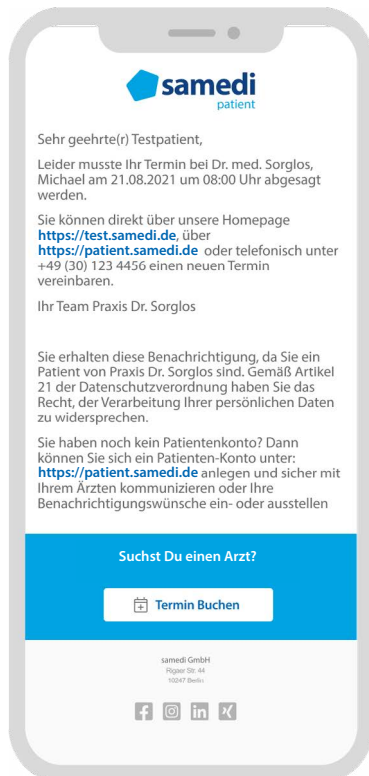 samedi
patient
Sehr geehrte(r) Testpatient,
Leider musste Ihr Termin bei Dr. med. Sorglos,
Michael am 21.08.2021 um 08:00 Uhr abgesagt
werden.
Sie können direkt über unsere Homepage
https://test.samedi.de, über
https://patient.samedi.de oder telefonisch unter
+49 (30) 123 4456 einen neuen Termin
vereinbaren.
Ihr Team Praxis Dr. Sorglos
Sie erhalten diese Benachrichtigung, da Sie ein
Patient von Praxis Dr. Sorglos sind. Gemäß Artikel
21 der Datenschutzverordnung haben Sie das
Recht, der Verarbeitung Ihrer persönlichen Daten
zu widersprechen.
Sie haben noch kein Patientenkonto? Dann
können Sie sich ein Patienten-Konto unter:
https://patient.samedi.de anlegen und sicher mit
Ihrem Ärzten kommunizieren oder Ihre
Benachrichtigungswünsche ein- oder ausstellen
Suchst Du einen Arzt?
Termin Buchen
samedi GmbH
Rigaer Str. 44
10247 Berlin